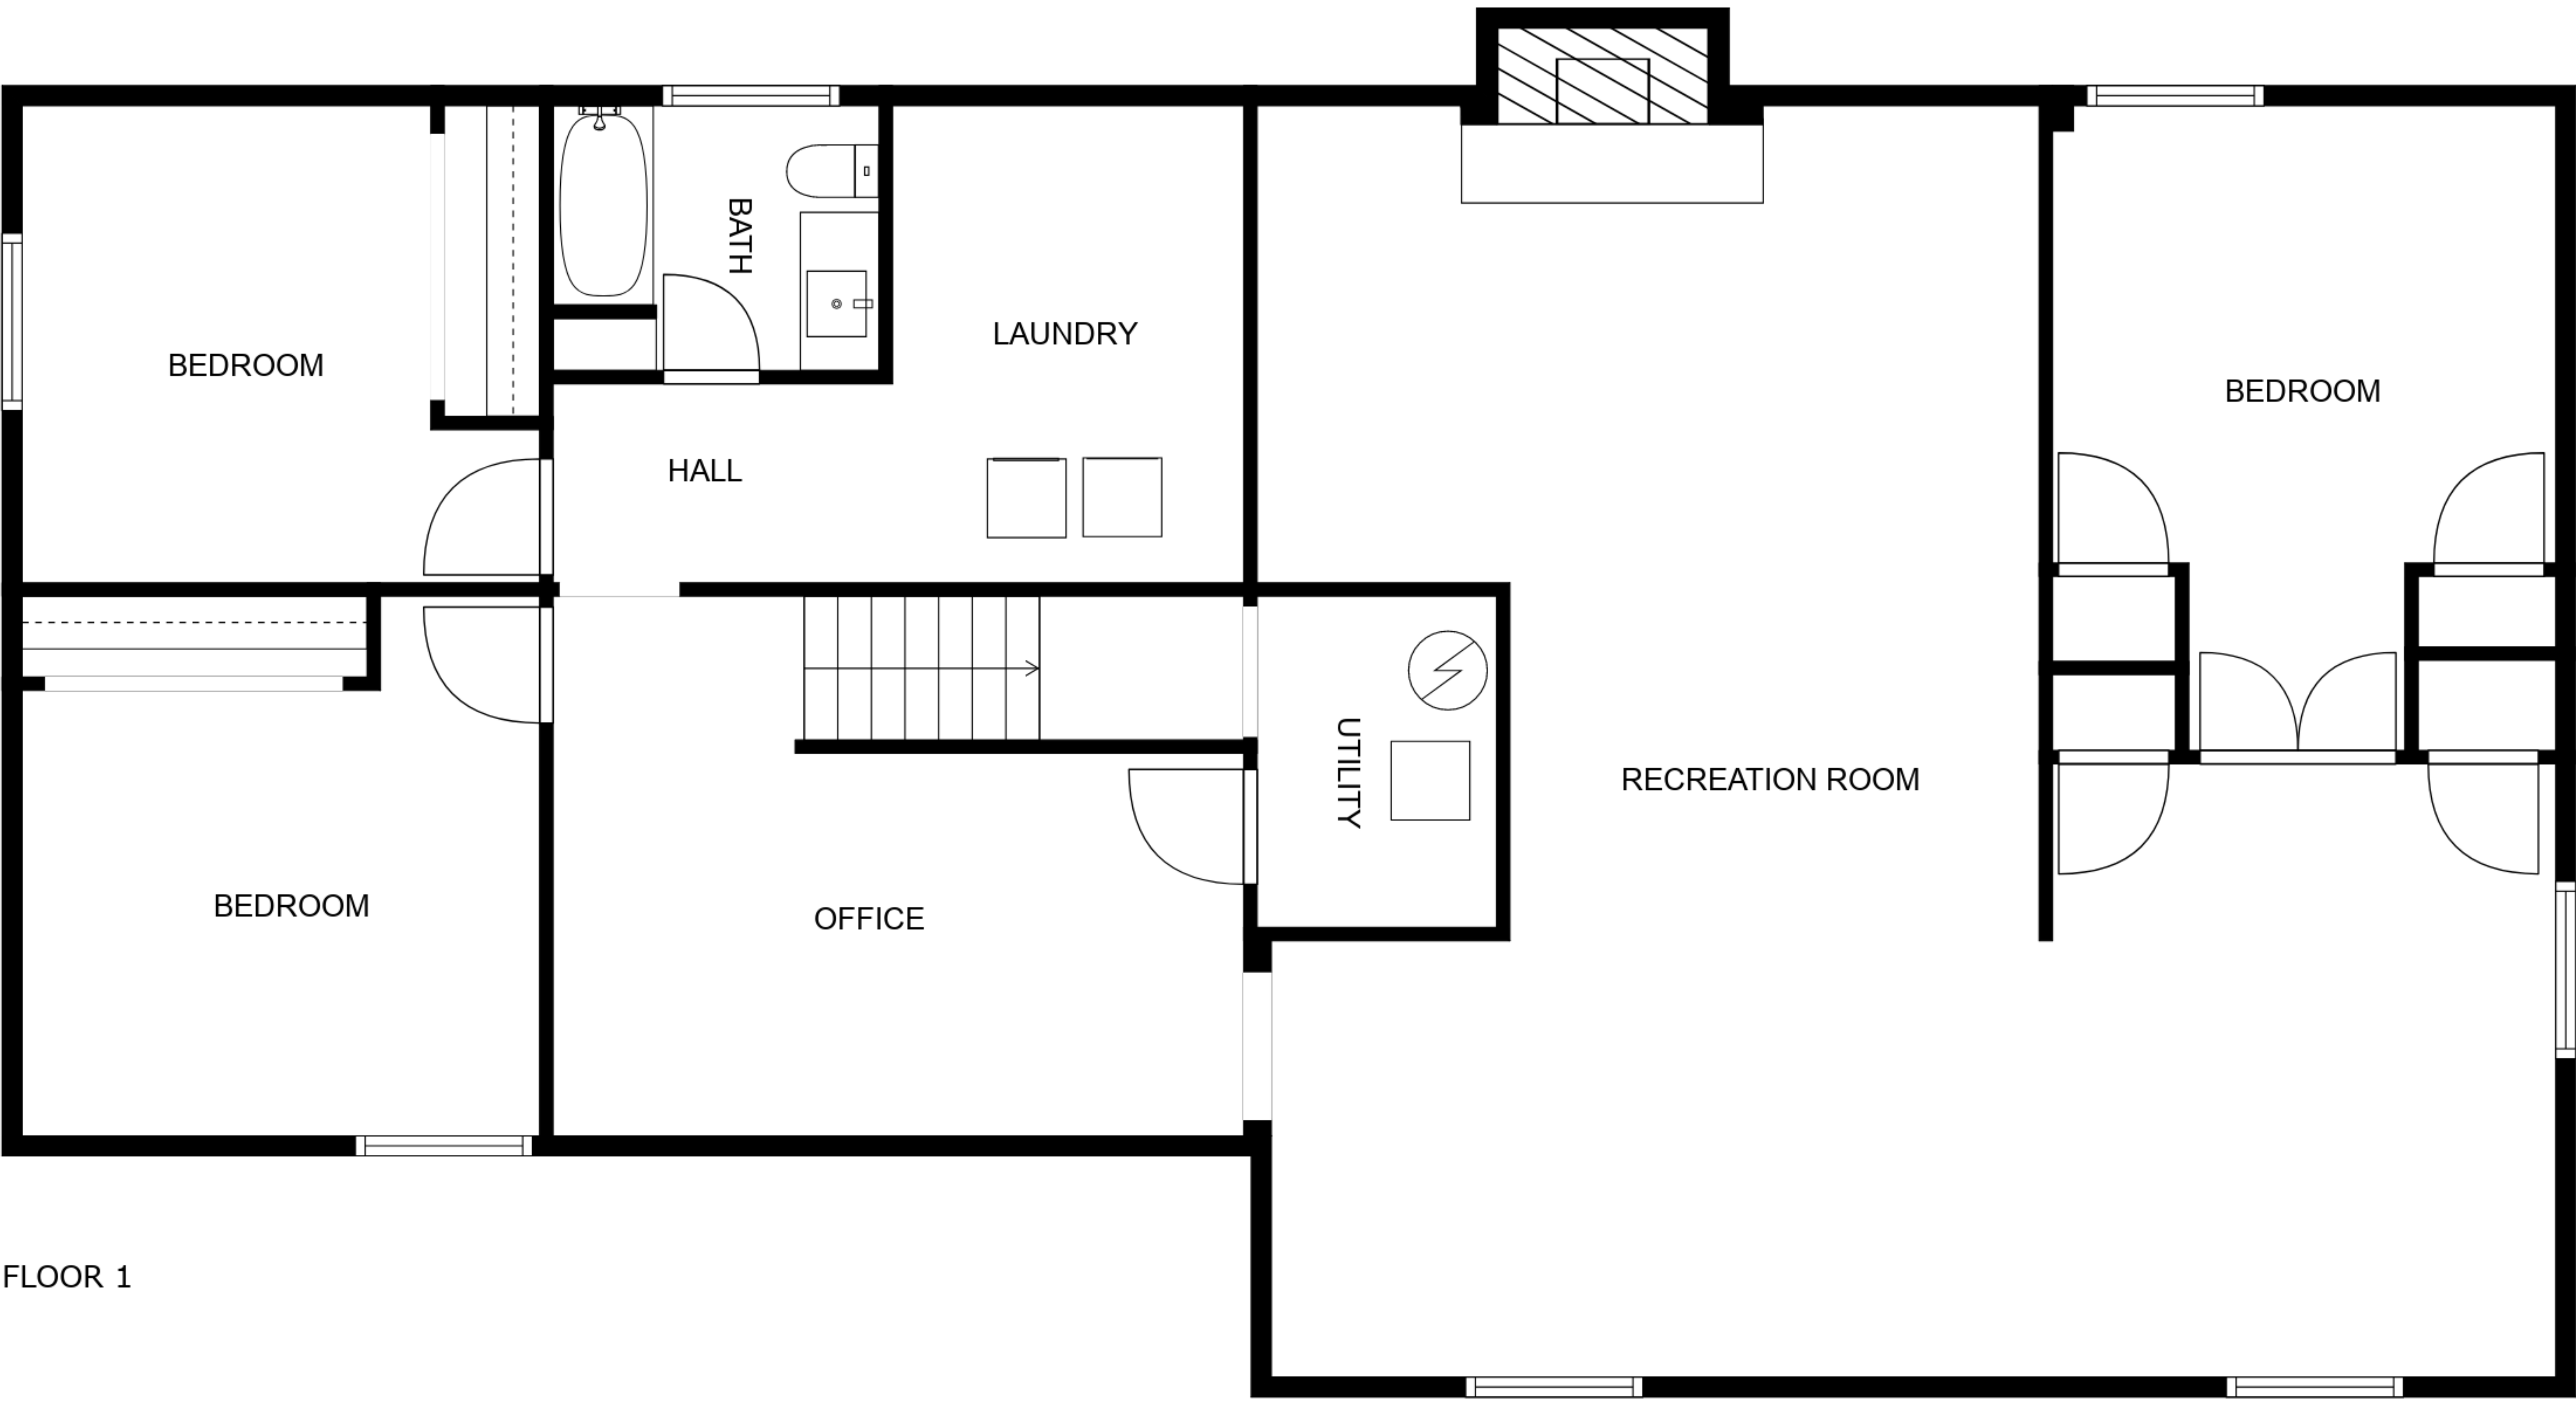 BATH
LAUNDRY
BEDROOM
BEDROOM
HALL
UTILITY
RECREATION ROOM
BEDROOM
OFFICE
FLOOR 1